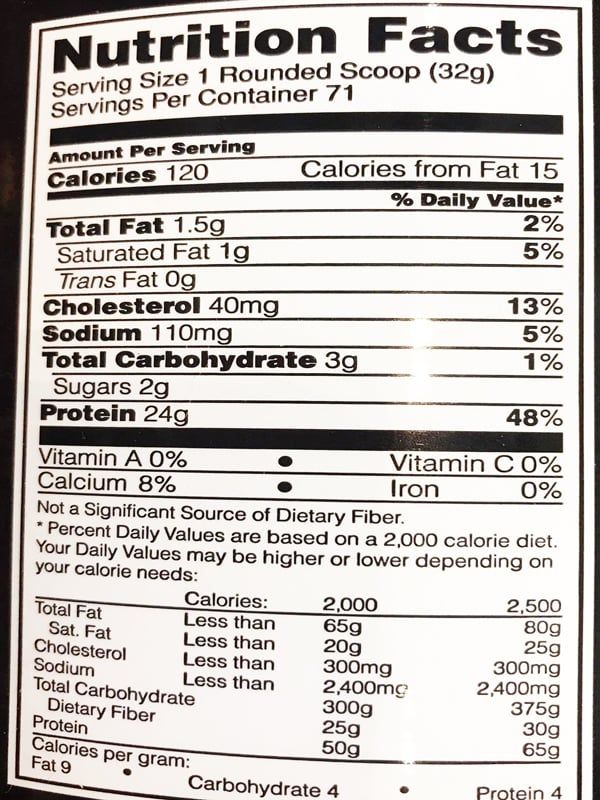 Nutrition Facts
Serving Size 1 Rounded Scoop (32g)
Servings Per Container 71
Amount Per Serving
Calories 120 Calories from Fat 15
% Daily Value*
Total Fat 1.5g 2%
Saturated Fat 1g 5%
Trans Fat 0g
Cholesterol 40mg 13%
Sodium 110mg 5%
Total Carbohydrate 3g 1%
Sugars 2g
Protein 24g 48%
Vitamin A 0% • Vitamin C 0%
Calcium 8% • Iron 0%
Not a Significant Source of Dietary Fiber.
* Percent Daily Values are based on a 2,000 calorie diet.
Your Daily Values may be higher or lower depending on
your calorie needs:
Calories: 2,000 2,500
Total Fat Less than 65g 80g
Sat. Fat Less than 20g 25g
Cholesterol Less than 300mg 300mg
Sodium Less than 2,400mg 2,400mg
Total Carbohydrate 300g 375g
Dietary Fiber 25g 30g
Protein 50g 65g
Calories per gram:
Fat 9 • Carbohydrate 4 • Protein 4